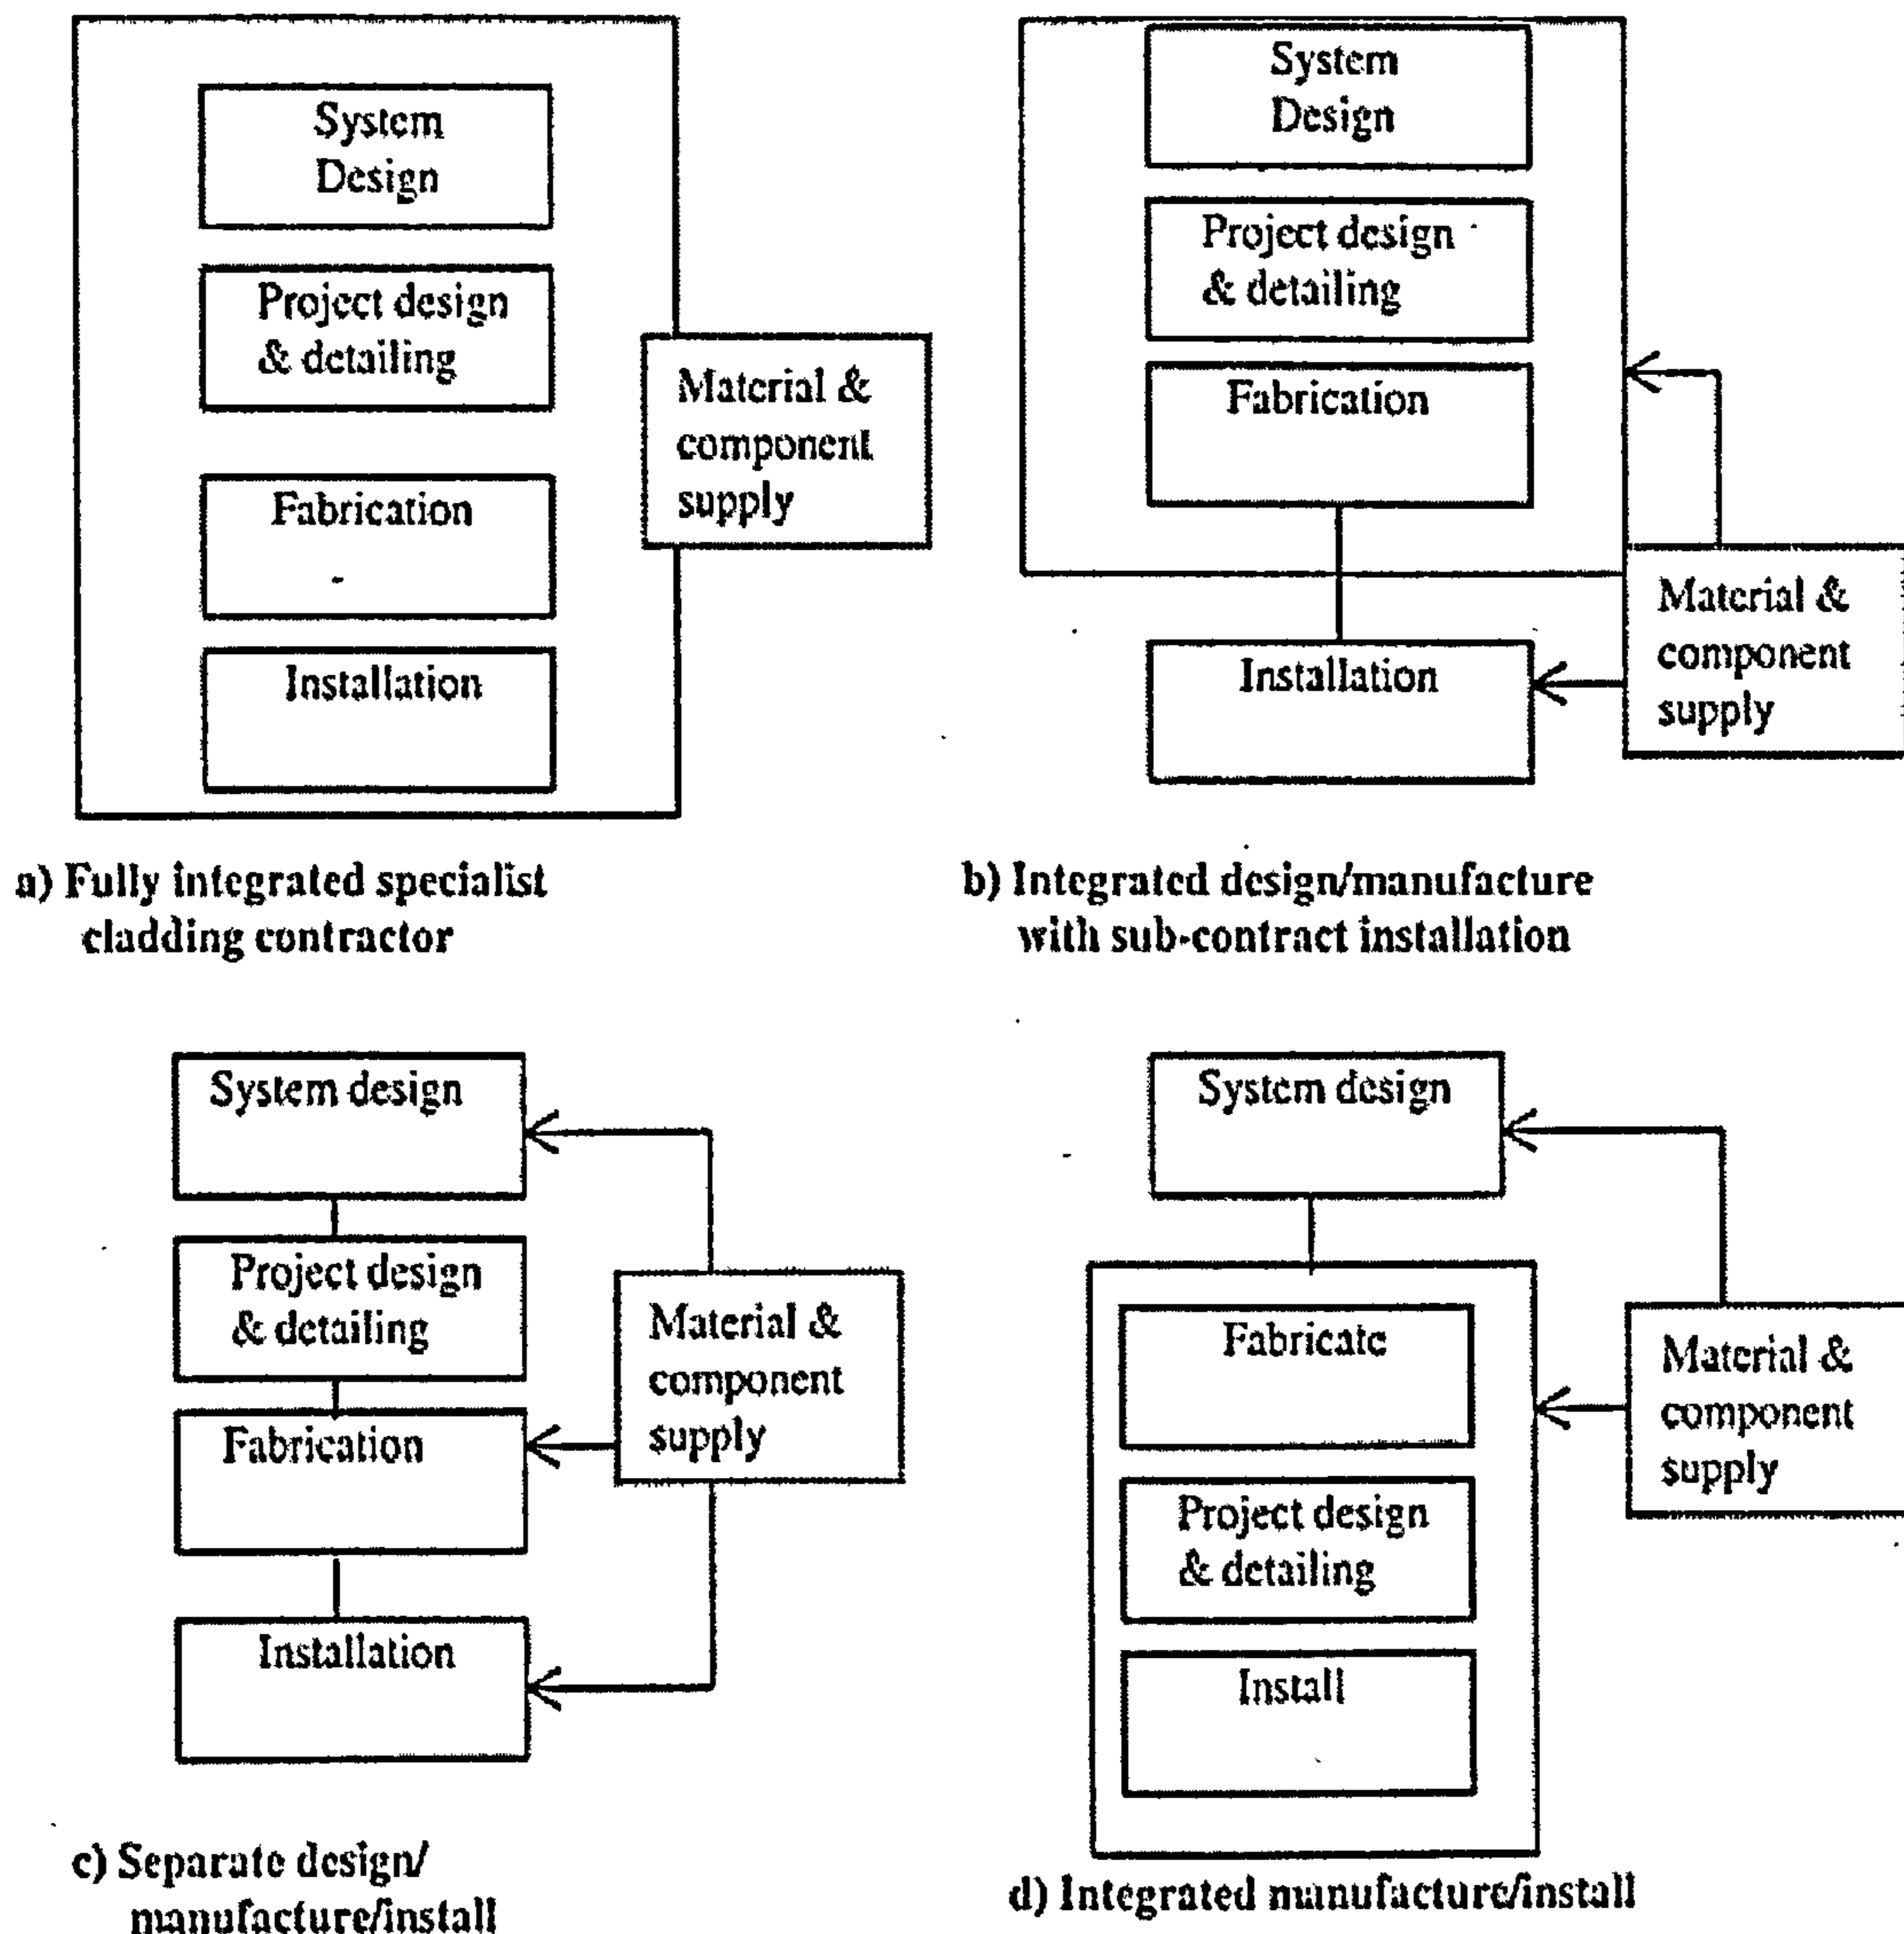 System
Design
Project design
& detailing
Fabrication
Installation
Material &
component
supply
a) Fully integrated specialist
cladding contractor
System
Design
Project design
& detailing
Fabrication
Installation
Material &
component
supply
b) Integrated design/manufacture
with sub-contract installation
System design
Project design
& detailing
Fabrication
Installation
Material &
component
supply
c) Separate design/
manufacture/install
System design
Fabricate
Project design
& detailing
Install
Material &
component
supply
d) Integrated manufacture/install